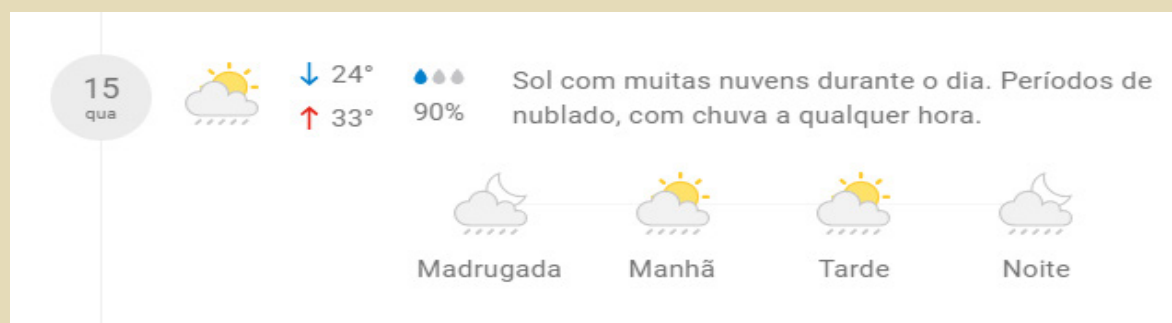 15
qua
↓ 24°
↑ 33°
90%
Sol com muitas nuvens durante o dia. Períodos de
nublado, com chuva a qualquer hora.
Madrugada Manhã Tarde Noite